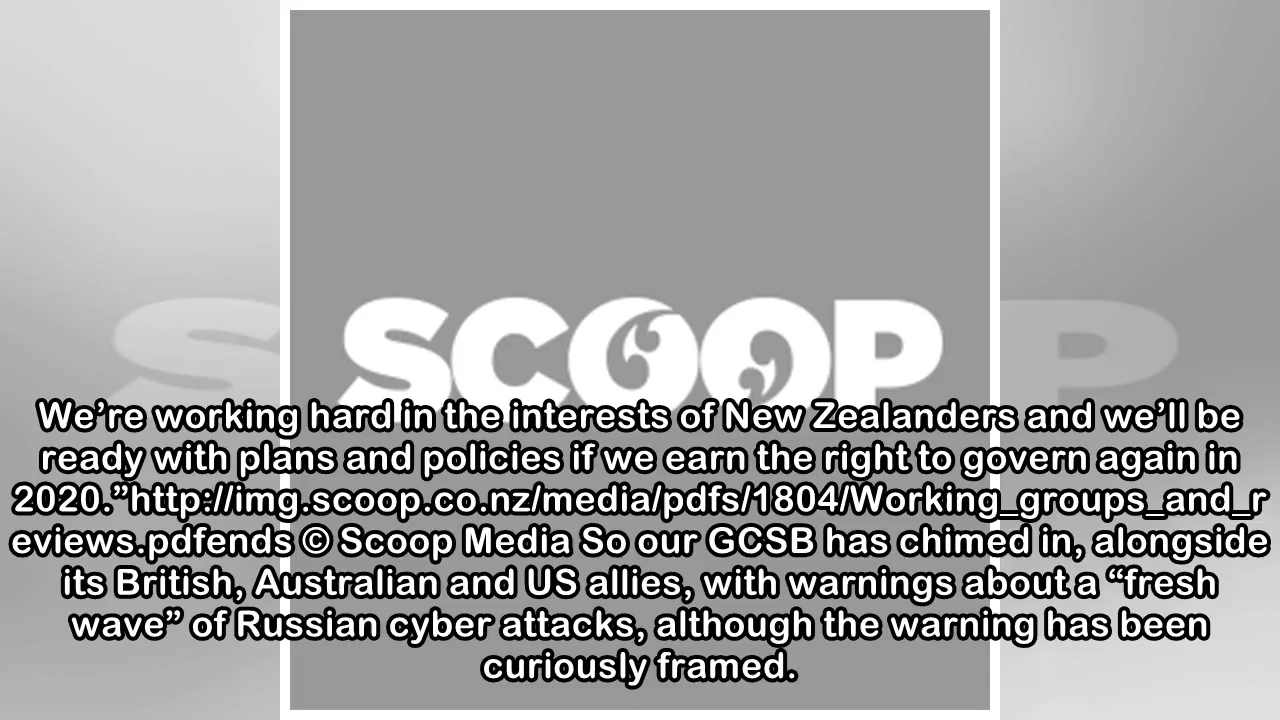 SCOOP
We’re working hard in the interests of New Zealanders and we’ll be
ready with plans and policies if we earn the right to govern again in
2020.”http://img.scoop.co.nz/media/pdfs/1804/Working_groups_and_r
eviews.pdfends © Scoop Media So our GCSB has chimed in, alongside
its British, Australian and US allies, with warnings about a “fresh
wave” of Russian cyber attacks, although the warning has been
curiously framed.